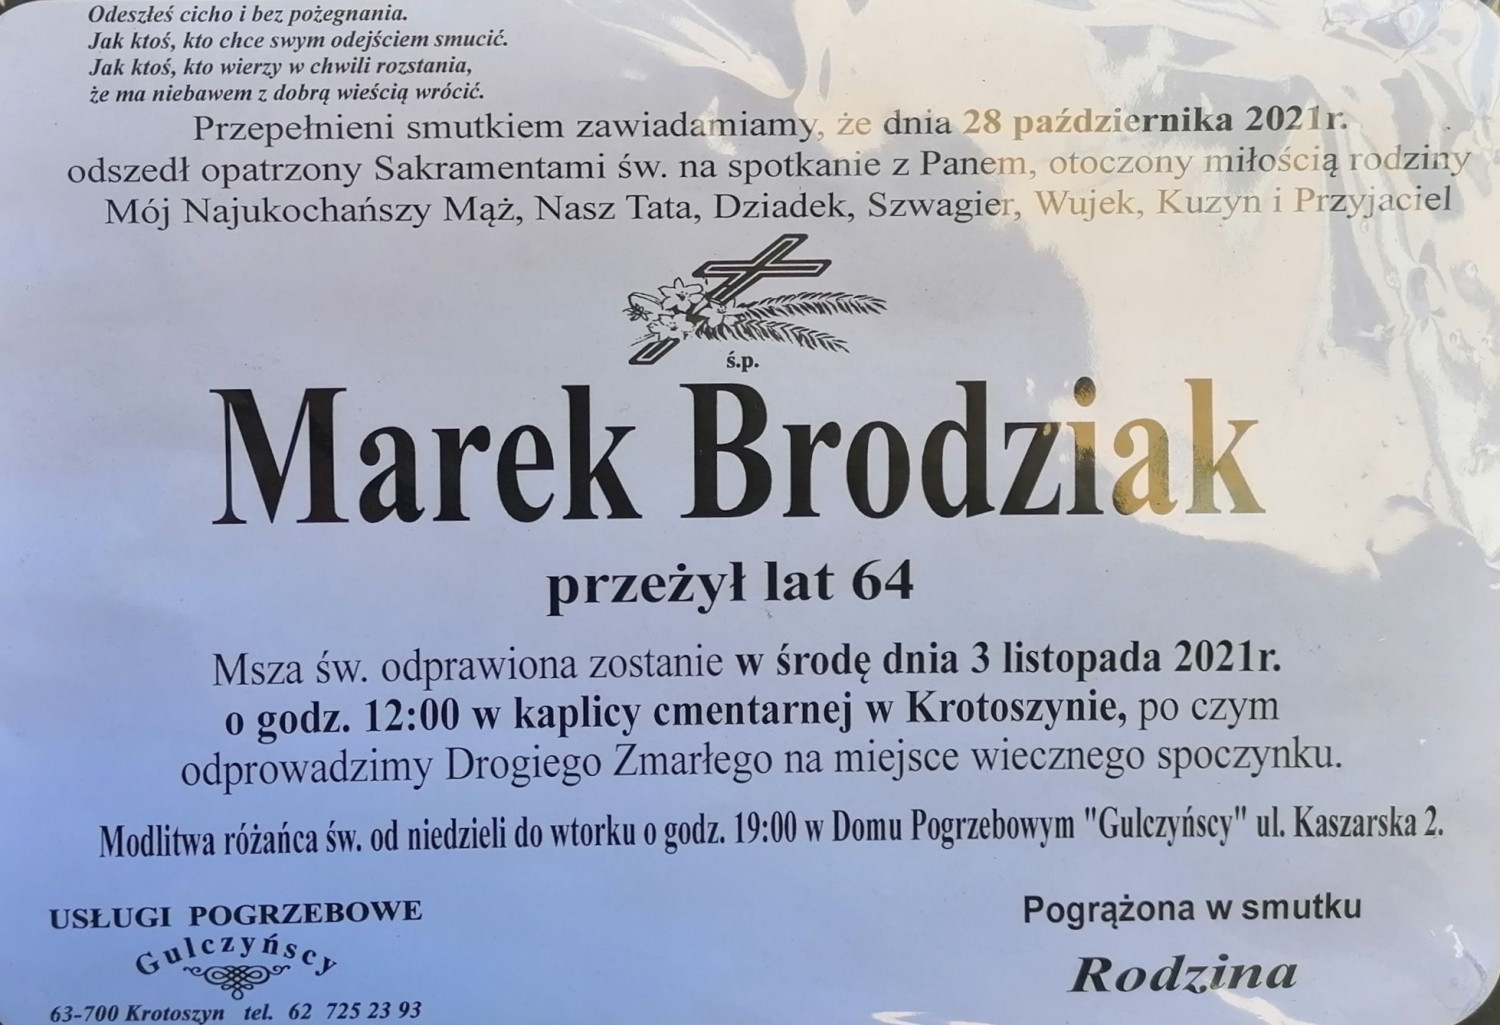 Odeszłeś cicho i bez pożegnania.
Jak ktoś, kto chce swym odejściem smucić.
Jak ktoś, kto wierzy w chwili rozstania,
że ma niebawem z dobrą wieścią wrócić.
Przepełnieni smutkiem zawiadamiamy, że dnia 28 października 2021r.
odszedł opatrzony Sakramentami św. na spotkanie z Panem, otoczony miłością rodziny
Mój Najukochańszy Mąż, Nasz Tata, Dziadek, Szwagier, Wujek, Kuzyn i Przyjaciel
ś.p.
Marek Brodziak
przeżył lat 64
Msza św. odprawiona zostanie w środę dnia 3 listopada 2021r.
o godz. 12:00 w kaplicy cmentarnej w Krotoszynie, po czym
odprowadzimy Drogiego Zmarłego na miejsce wiecznego spoczynku.
Modlitwa różańca św. od niedzieli do wtorku o godz. 19:00 w Domu Pogrzebowym "Gulczyńscy" ul. Kaszarska 2.
USŁUGI POGRZEBOWE
Gulczyńscy
63-700 Krotoszyn tel. 62 725 23 93
Pogrążona w smutku
Rodzina